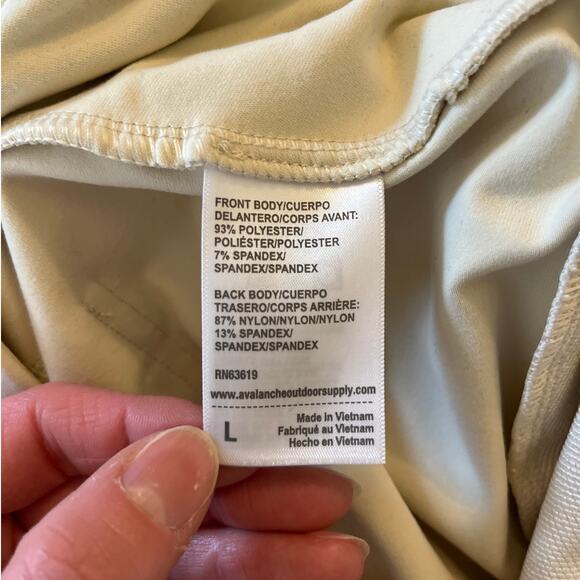 FRONT BODY/CUERPO
DELANTERO/CORPS AVANT:
93% POLYESTER/
POLIÉSTER/POLYESTER
7% SPANDEX/
SPANDEX/SPANDEX
BACK BODY/CUERPO
TRASERO/CORPS ARRIÈRE:
87% NYLON/NYLON/NYLON
13% SPANDEX/
SPANDEX/SPANDEX
RN63619
www.avalancheoutdoorsupply.com
L
Made in Vietnam
Fabriqué au Vietnam
Hecho en Vietnam